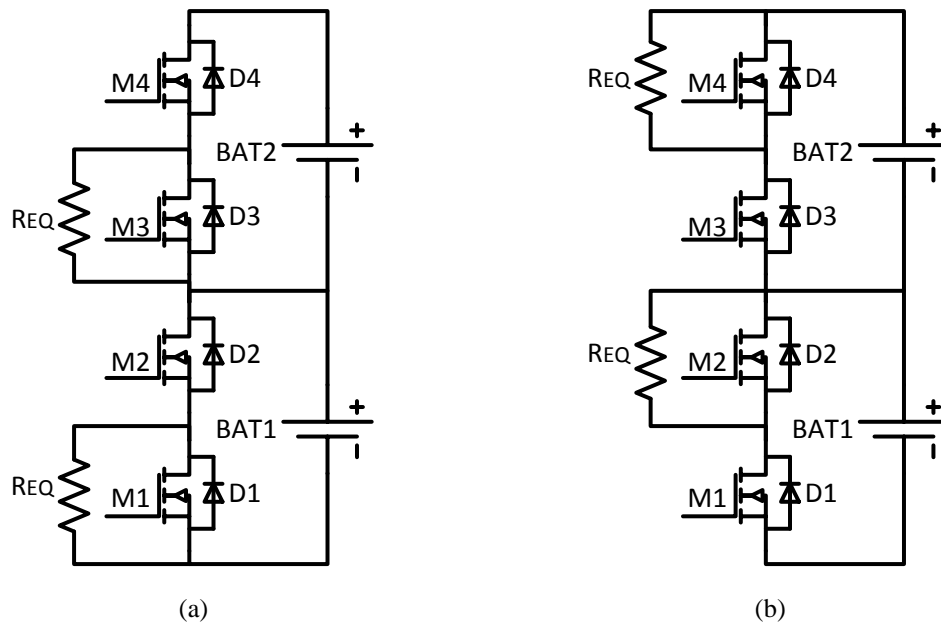 M4
D4
BAT2
+
-
REQ
M3
D3
M2
D2
BAT1
+
-
REQ
M1
D1
(a)
REQ
M4
D4
BAT2
+
-
M3
D3
REQ
M2
D2
BAT1
+
-
M1
D1
(b)